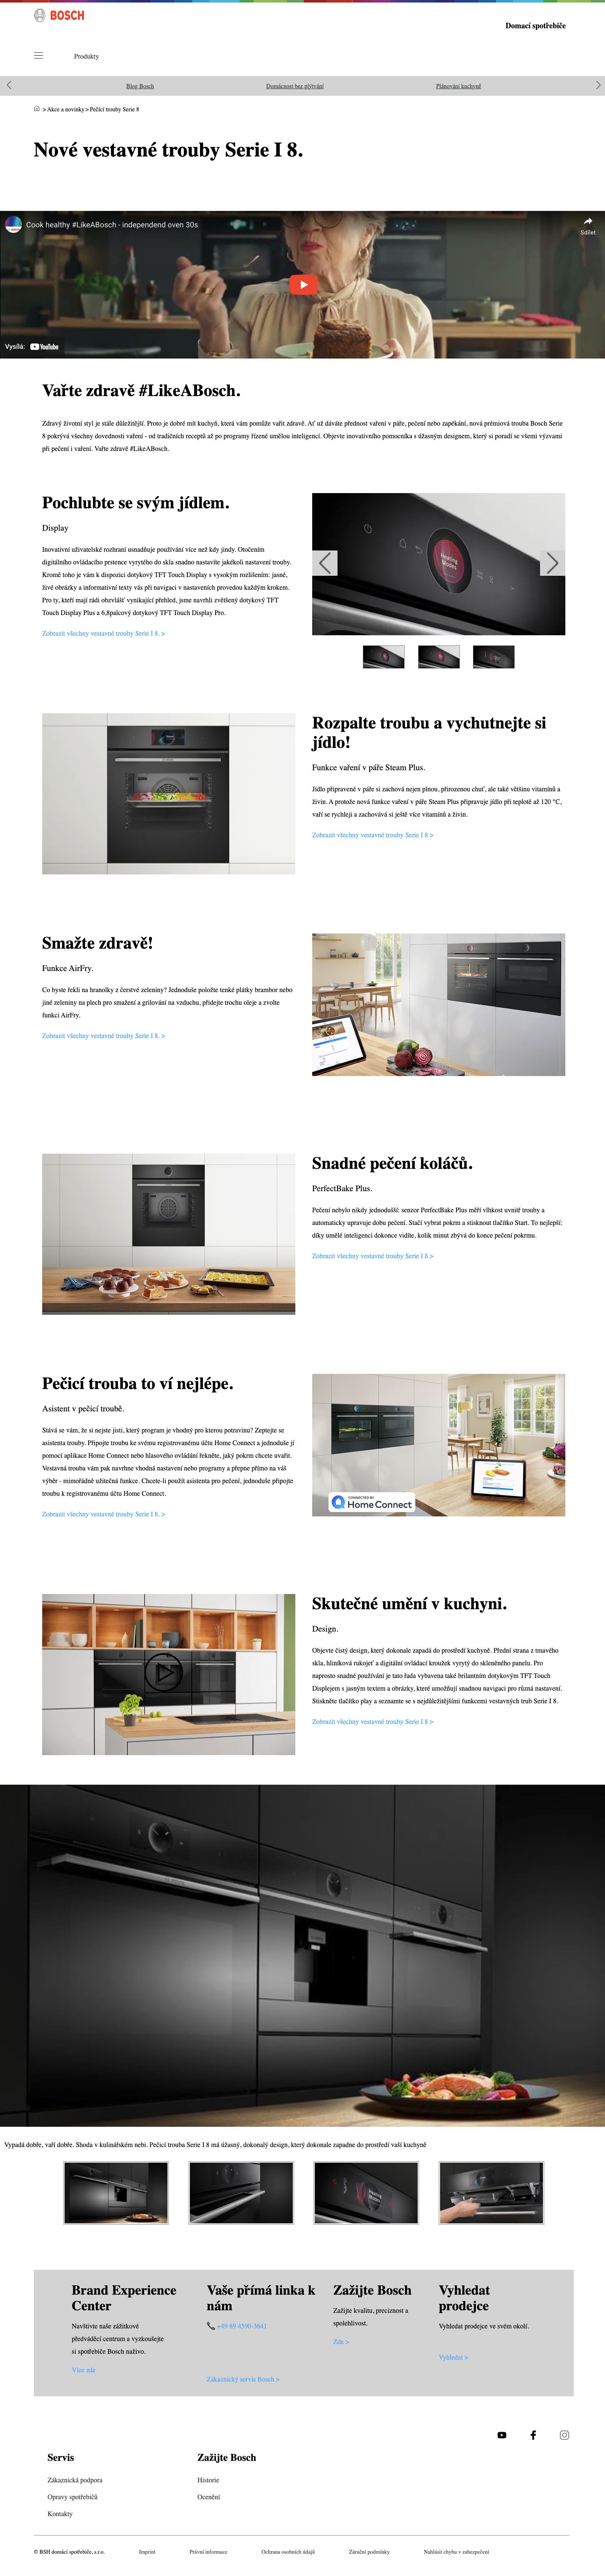 BOSCH
Domací spotřebiče
Produkty
Blog Bosch
Domácnost bez plýtvání
Plánování kuchyně
> Akce a novinky > Pečící trouby Serie 8
Nové vestavné trouby Serie I 8.
Cook healthy #LikeABosch - independend oven 30s
Sdílet
Vysílá: YouTube
Vařte zdravě #LikeABosch.
Zdravý životní styl je stále důležitější. Proto je dobré mít kuchyň, která vám pomůže vařit zdravě. Ať už dáváte přednost vaření v páře, pečení nebo zapékání, nová prémiová trouba Bosch Serie
8 pokrývá všechny dovednosti vaření - od tradičních receptů až po programy řízené umělou inteligencí. Objevte inovativního pomocníka s úžasným designem, který si poradí se všemi výzvami
při pečení i vaření. Vařte zdravě #LikeABosch.
Pochlubte se svým jídlem.
Display
Inovativní uživatelské rozhraní usnadňuje používání více než kdy jindy. Otočením
digitálního ovládacího prstence vyrytého do skla snadno nastavíte jakékoli nastavení trouby.
Kromě toho je vám k dispozici dotykový TFT Touch Display s vysokým rozlišením: jasné,
živé obrázky a informativní texty vás při navigaci v nastaveních provedou každým krokem.
Pro ty, kteří mají rádi obzvlášť vynikající přehled, jsme navrhli zvětšený dotykový TFT
Touch Display Plus a 6,8palcový dotykový TFT Touch Display Pro.
Zobrazit všechny vestavné trouby Serie I 8. >
Heating
Modes
Rozpalte troubu a vychutnejte si
jídlo!
Funkce vaření v páře Steam Plus.
Jídlo připravené v páře si zachová nejen plnou, přirozenou chuť, ale také většinu vitamínů a
živin. A protože nová funkce vaření v páře Steam Plus připravuje jídlo při teplotě až 120 °C,
vaří se rychleji a zachovává si ještě více vitamínů a živin.
Zobrazit všechny vestavné trouby Serie I 8 >
Smažte zdravě!
Funkce AirFry.
Co byste řekli na hranolky z čerstvé zeleniny? Jednoduše položte tenké plátky brambor nebo
jiné zeleniny na plech pro smažení a grilování na vzduchu, přidejte trochu oleje a zvolte
funkci AirFry.
Zobrazit všechny vestavné trouby Serie I 8. >
Snadné pečení koláčů.
PerfectBake Plus.
Pečení nebylo nikdy jednodušší: senzor PerfectBake Plus měří vlhkost uvnitř trouby a
automaticky upravuje dobu pečení. Stačí vybrat pokrm a stisknout tlačítko Start. To nejlepší:
díky umělé inteligenci dokonce vidíte, kolik minut zbývá do konce pečení pokrmu.
Zobrazit všechny vestavné trouby Serie I 8 >
Pečicí trouba to ví nejlépe.
Asistent v pečicí troubě.
Stává se vám, že si nejste jisti, který program je vhodný pro kterou potravinu? Zeptejte se
asistenta trouby. Připojte troubu ke svému registrovanému účtu Home Connect a jednoduše jí
pomocí aplikace Home Connect nebo hlasového ovládání řekněte, jaký pokrm chcete uvařit.
Vestavná trouba vám pak navrhne vhodná nastavení nebo programy a přepne přímo na váš
výběr - mimořádně užitečná funkce. Chcete-li použít asistenta pro pečení, jednoduše připojte
troubu k registrovanému účtu Home Connect.
Zobrazit všechny vestavné trouby Serie I 8. >
CONNECTED BY
Home Connect
Skutečné umění v kuchyni.
Design.
Objevte čistý design, který dokonale zapadá do prostředí kuchyně. Přední strana z tmavého
skla, hliníková rukojeť a digitální ovládací kroužek vyrytý do skleněného panelu. Pro
naprosto snadné používání je tato řada vybavena také briliantním dotykovým TFT Touch
Displejem s jasným textem a obrázky, které umožňují snadnou navigaci pro různá nastavení.
Stiskněte tlačítko play a seznamte se s nejdůležitějšími funkcemi vestavných trub Serie I 8.
Zobrazit všechny vestavné trouby Serie I 8 >
Vypadá dobře, vaří dobře. Shoda v kulinářském nebi. Pečicí trouba Serie I 8 má úžasný, dokonalý design, který dokonale zapadne do prostředí vaší kuchyně
Brand Experience
Center
Navštivte naše zážitkové
předváděcí centrum a vyzkoušejte
si spotřebiče Bosch naživo.
Více zde
Vaše přímá linka k
nám
+49 89 4590-3641
Zákaznický servis Bosch >
Zažijte Bosch
Zažijte kvalitu, preciznost a
spolehlivost.
Zde >
Vyhledat
prodejce
Vyhledat prodejce ve svém okolí.
Vyhledat >
Servis
Zákaznická podpora
Opravy spotřebičů
Kontakty
Zažijte Bosch
Historie
Ocenění
© BSH domácí spotřebiče, s.r.o.
Imprint
Právní informace
Ochrana osobních údajů
Záruční podmínky
Nahlásit chybu v zabezpečení